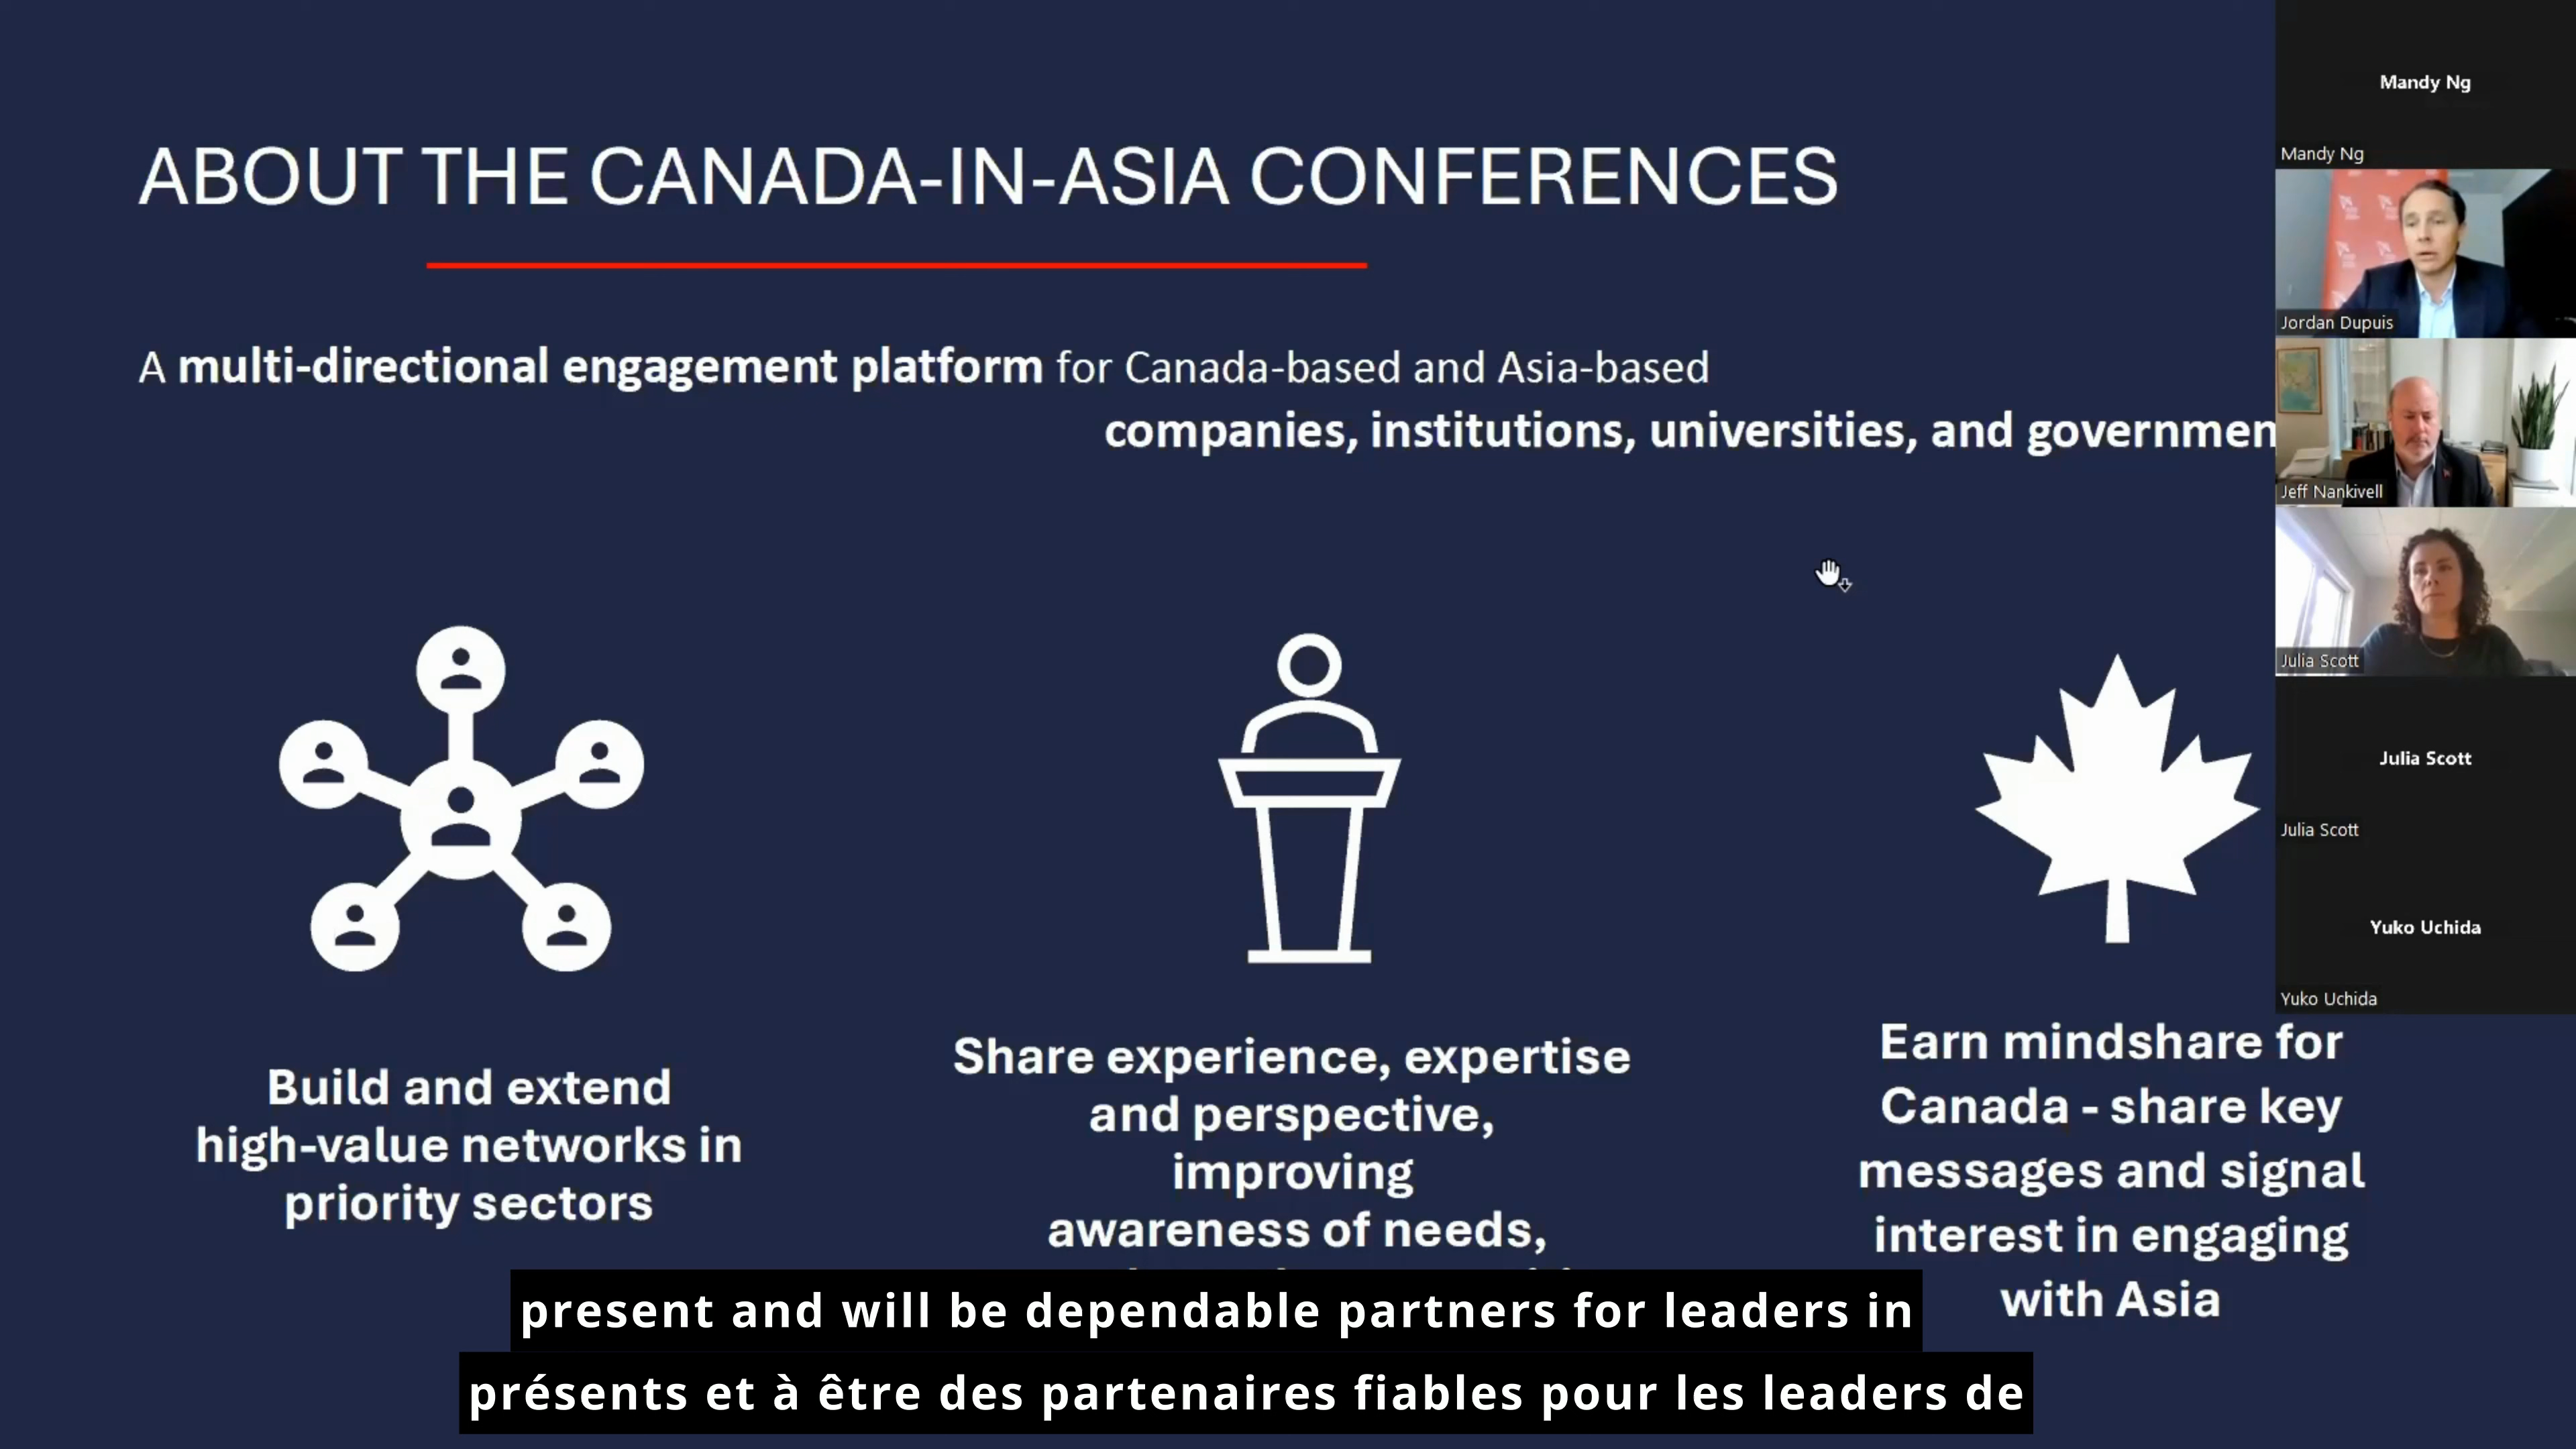 ABOUT THE CANADA-IN-ASIA CONFERENCES
A multi-directional engagement platform for Canada-based and Asia-based
companies, institutions, universities, and governmen
Build and extend
high-value networks in
priority sectors
Share experience, expertise
and perspective,
improving
awareness of needs,
Earn mindshare for
Canada - share key
messages and signal
interest in engaging
with Asia
present and will be dependable partners for leaders in
présents et à être des partenaires fiables pour les leaders de
Mandy Ng
Mandy Ng
Jordan Dupuis
Jeff Nankivell
Julia Scott
Julia Scott
Julia Scott
Yuko Uchida
Yuko Uchida